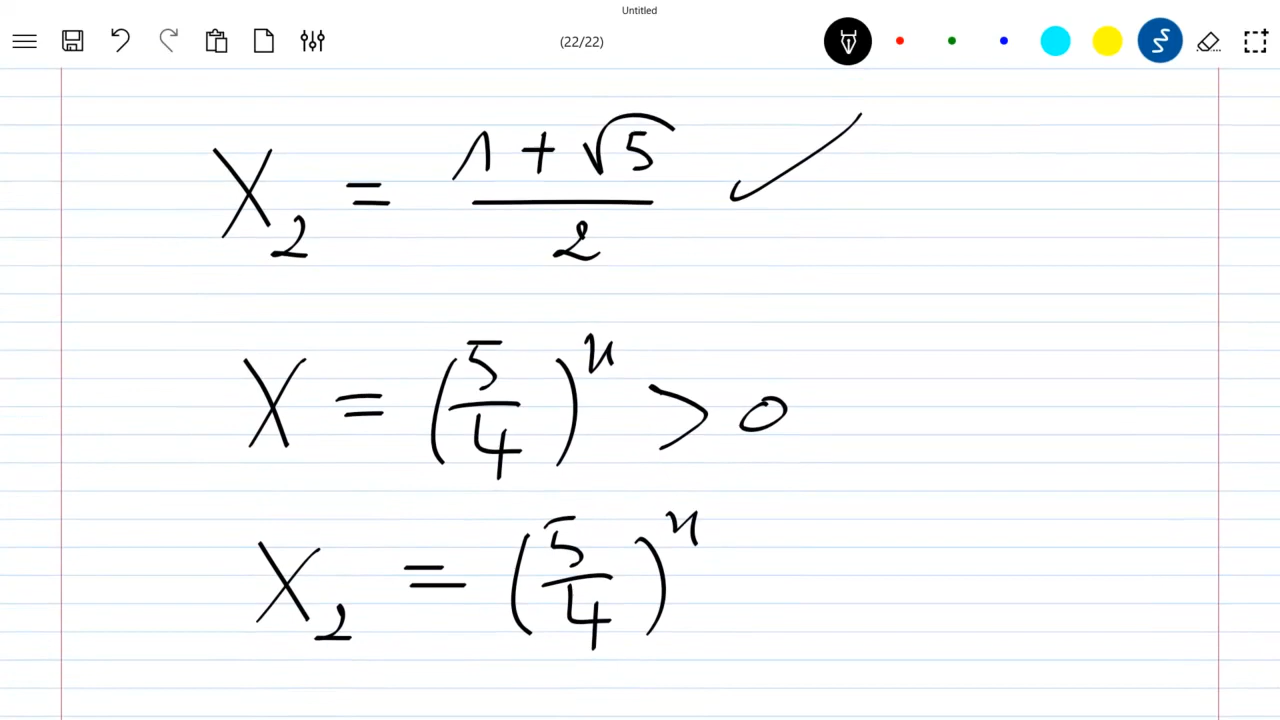 Untitled
(22/22)
X₂ = (1 + √5)/2 ✓
X = (5/4)ˣ > 0
X₂ = (5/4)ˣ